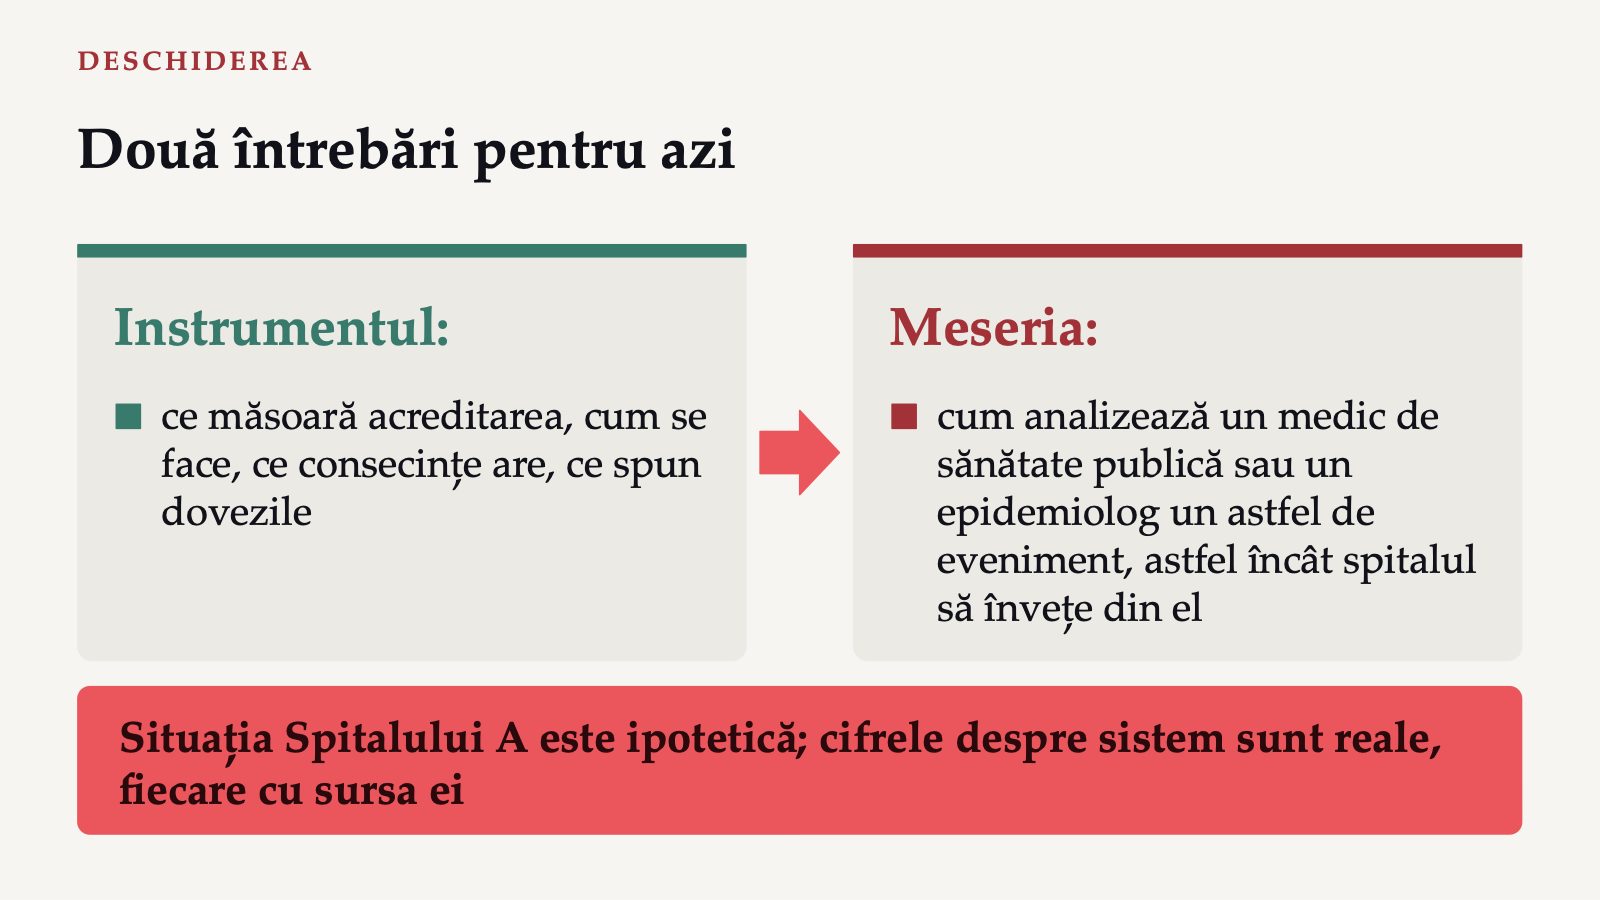 DESCHIDEREA
Două întrebări pentru azi
Instrumentul:
ce măsoară acreditarea, cum se
face, ce consecințe are, ce spun
dovezile
Meseria:
cum analizează un medic de
sănătate publică sau un
epidemiolog un astfel de
eveniment, astfel încât spitalul
să învețe din el
Situația Spitalului A este ipotetică; cifrele despre sistem sunt reale,
fiecare cu sursa ei